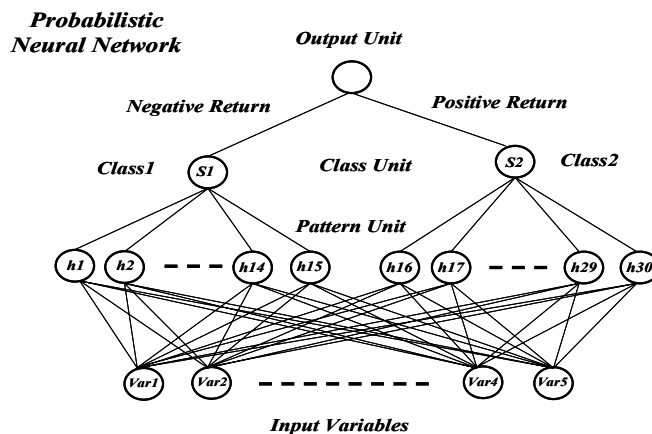 Probabilistic
Neural Network
Output Unit
Negative Return
Positive Return
Class1
S1
Class Unit
S2
Class2
Pattern Unit
h1 h2 h14 h15 h16 h17 h29 h30
Var1 Var2 Var4 Var5
Input Variables